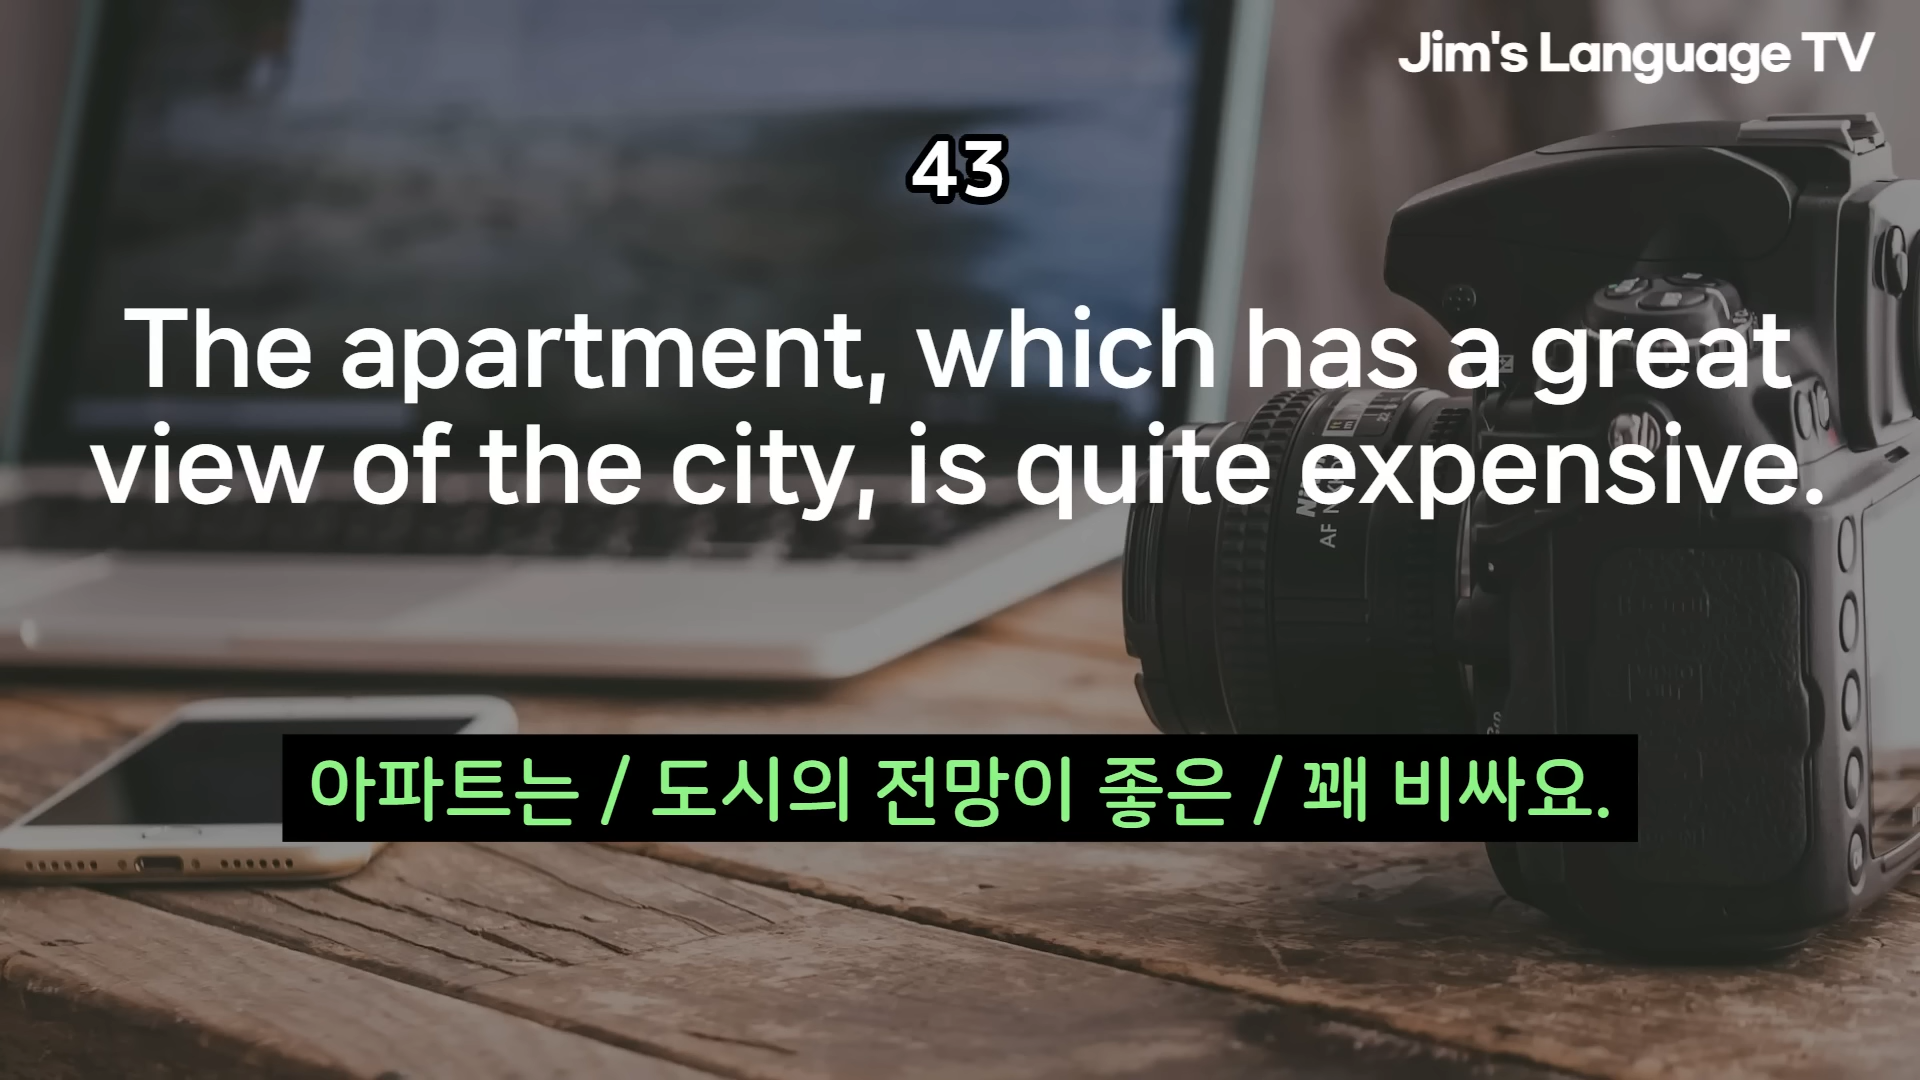 Jim's Language TV
43
The apartment, which has a great
view of the city, is quite expensive.
아파트는 / 도시의 전망이 좋은 / 꽤 비싸요.